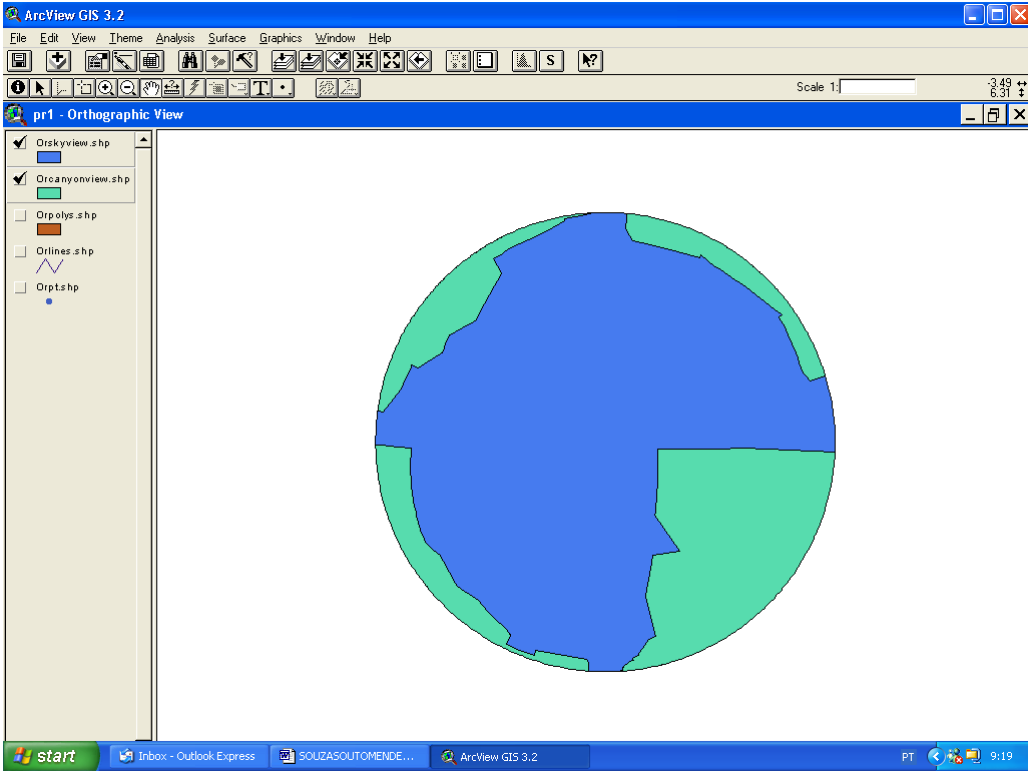 ArcView GIS 3.2
File Edit View Theme Analysis Surface Graphics Window Help
S
T
Scale 1:
-3.49
6.31
pr1 - Orthographic View
Orskyview.shp
Orcanyonview.shp
Orpolys.shp
Orlines.shp
Orpt.shp
start
Inbox - Outlook Express
SOUZASOUTOMENDE...
ArcView GIS 3.2
PT
9:19